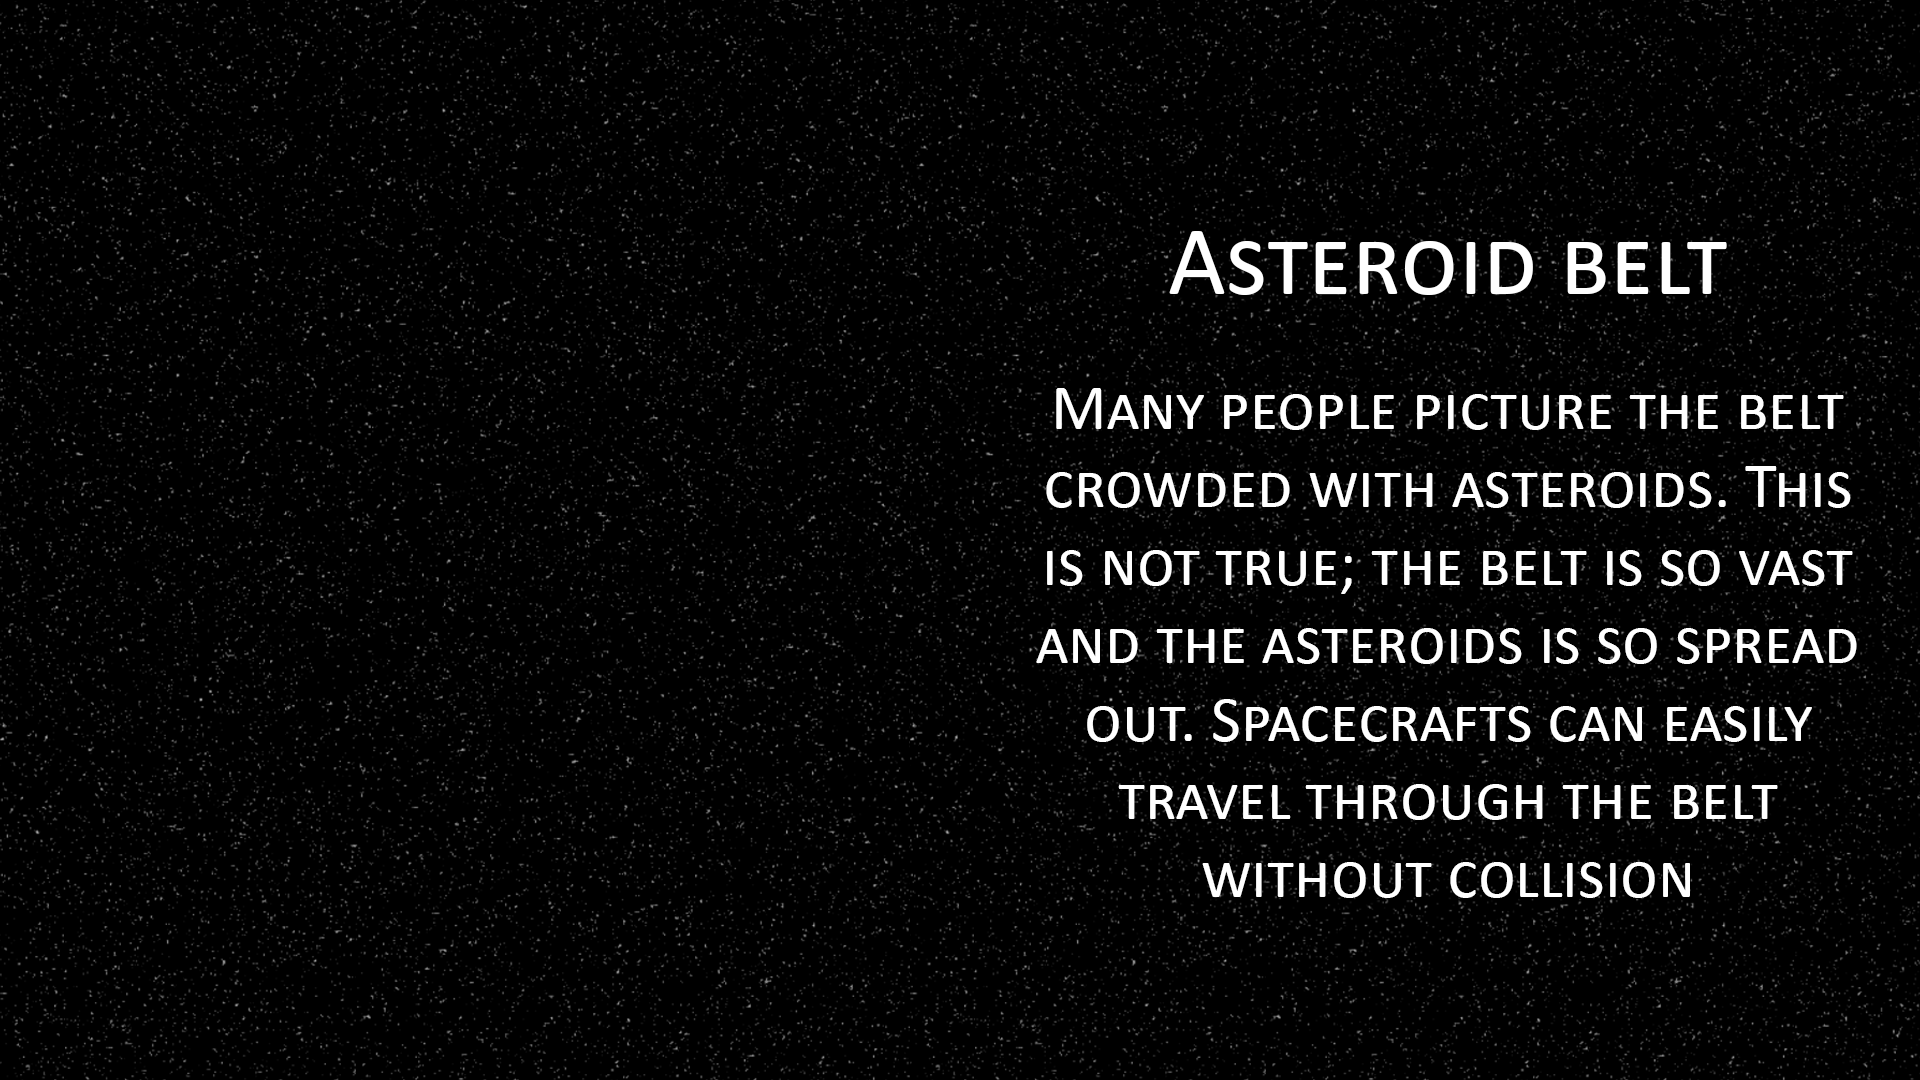 Asteroid belt
Many people picture the belt
crowded with asteroids. This
is not true; the belt is so vast
and the asteroids is so spread
out. Spacecrafts can easily
travel through the belt
without collision